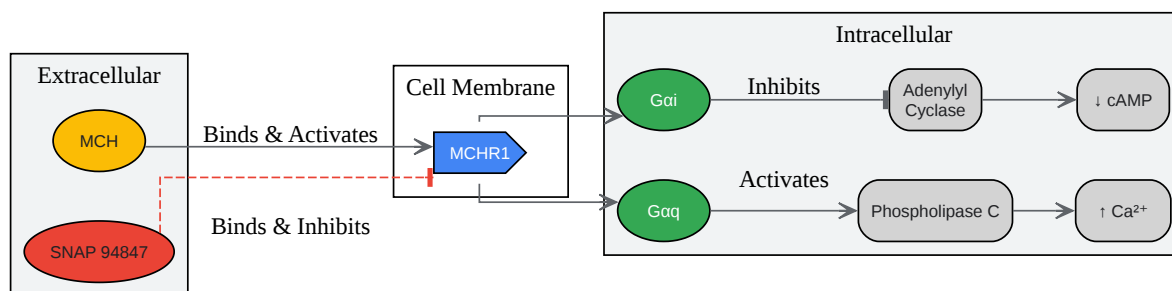 Extracellular
MCH
SNAP 94847
Binds & Activates
Binds & Inhibits
Cell Membrane
MCHR1
Intracellular
Gαi
Inhibits
Adenylyl
Cyclase
↓ cAMP
Gαq
Activates
Phospholipase C
↑ Ca²⁺